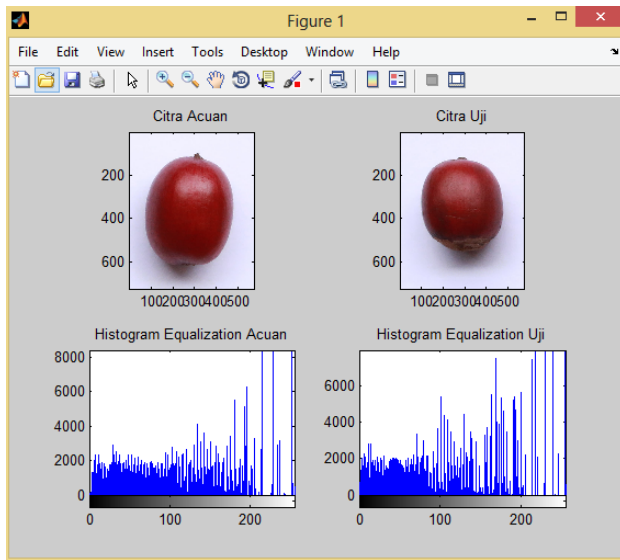 Figure 1
File Edit View Insert Tools Desktop Window Help
Citra Acuan
200
400
600
100200300400500
Citra Uji
200
400
600
100200300400500
Histogram Equalization Acuan
8000
6000
4000
2000
0
0 100 200
Histogram Equalization Uji
6000
4000
2000
0
0 100 200